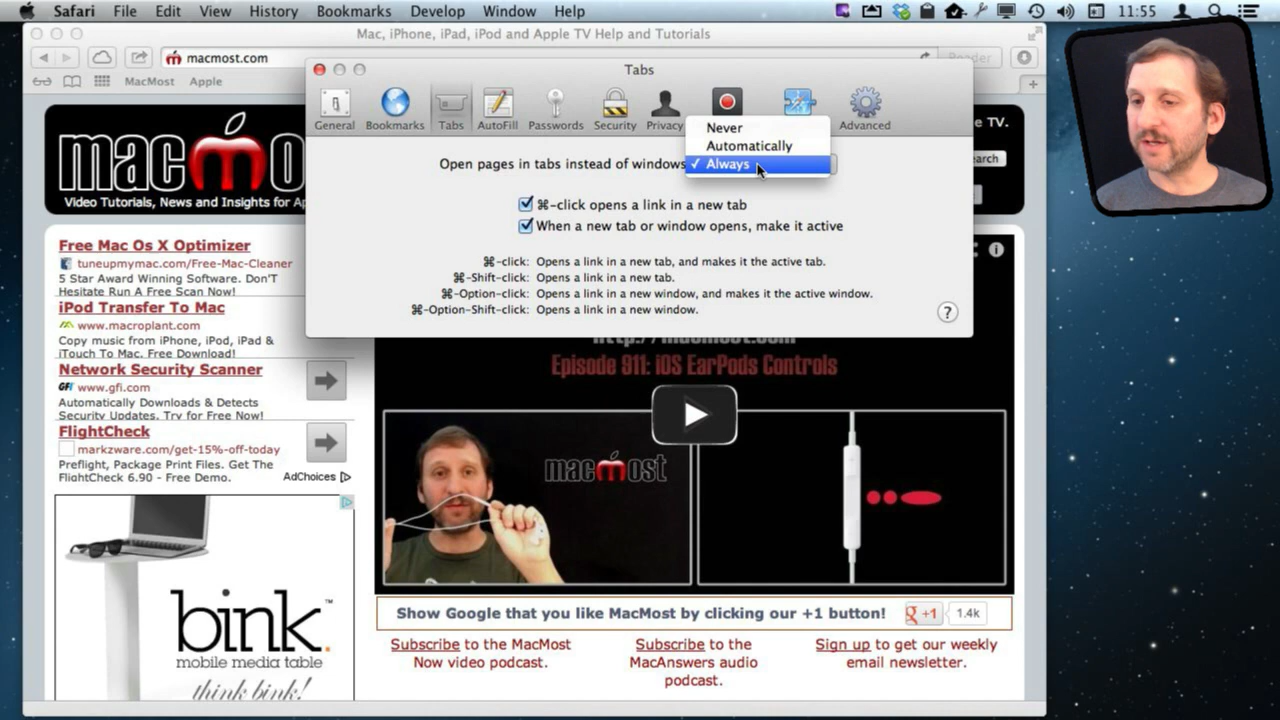 Safari File Edit View History Bookmarks Develop Window Help 11:55
Mac, iPhone, iPad, iPod and Apple TV Help and Tutorials
macmost.com Reader
MacMost Apple
Tabs
General Bookmarks Tabs AutoFill Passwords Security Privacy Advanced
Never
Automatically
Open pages in tabs instead of windows
✓ Always
⌘-click opens a link in a new tab
When a new tab or window opens, make it active
⌘-click: Opens a link in a new tab, and makes it the active tab.
⌘-Shift-click: Opens a link in a new tab.
⌘-Option-click: Opens a link in a new window, and makes it the active window.
⌘-Option-Shift-click: Opens a link in a new window.
?
e TV.
earch
macmo
Video Tutorials, News and Insights for A
Free Mac Os X Optimizer
tuneupmymac.com/Free-Mac-Cleaner
5 Star Award Winning Software. Don'T
Hesitate Run A Free Scan Now!
iPod Transfer To Mac
www.macroplant.com
Copy music from iPhone, iPod, iPad &
iTouch To Mac. Free Download!
Network Security Scanner
GFI www.gfi.com
Automatically Downloads & Detects
Security Updates. Try for Free Now!
FlightCheck
markzware.com/get-15%-off-today
Preflight, Package Print Files. Get The
FlightCheck 6.90 - Free Demo.
AdChoices
bink.™
mobile media table
think bink!
http://macmost.com
Episode 911: iOS EarPods Controls
macmost
Show Google that you like MacMost by clicking our +1 button! g +1 1.4k
Subscribe to the MacMost
Now video podcast.
Subscribe to the
MacAnswers audio
podcast.
Sign up to get our weekly
email newsletter.